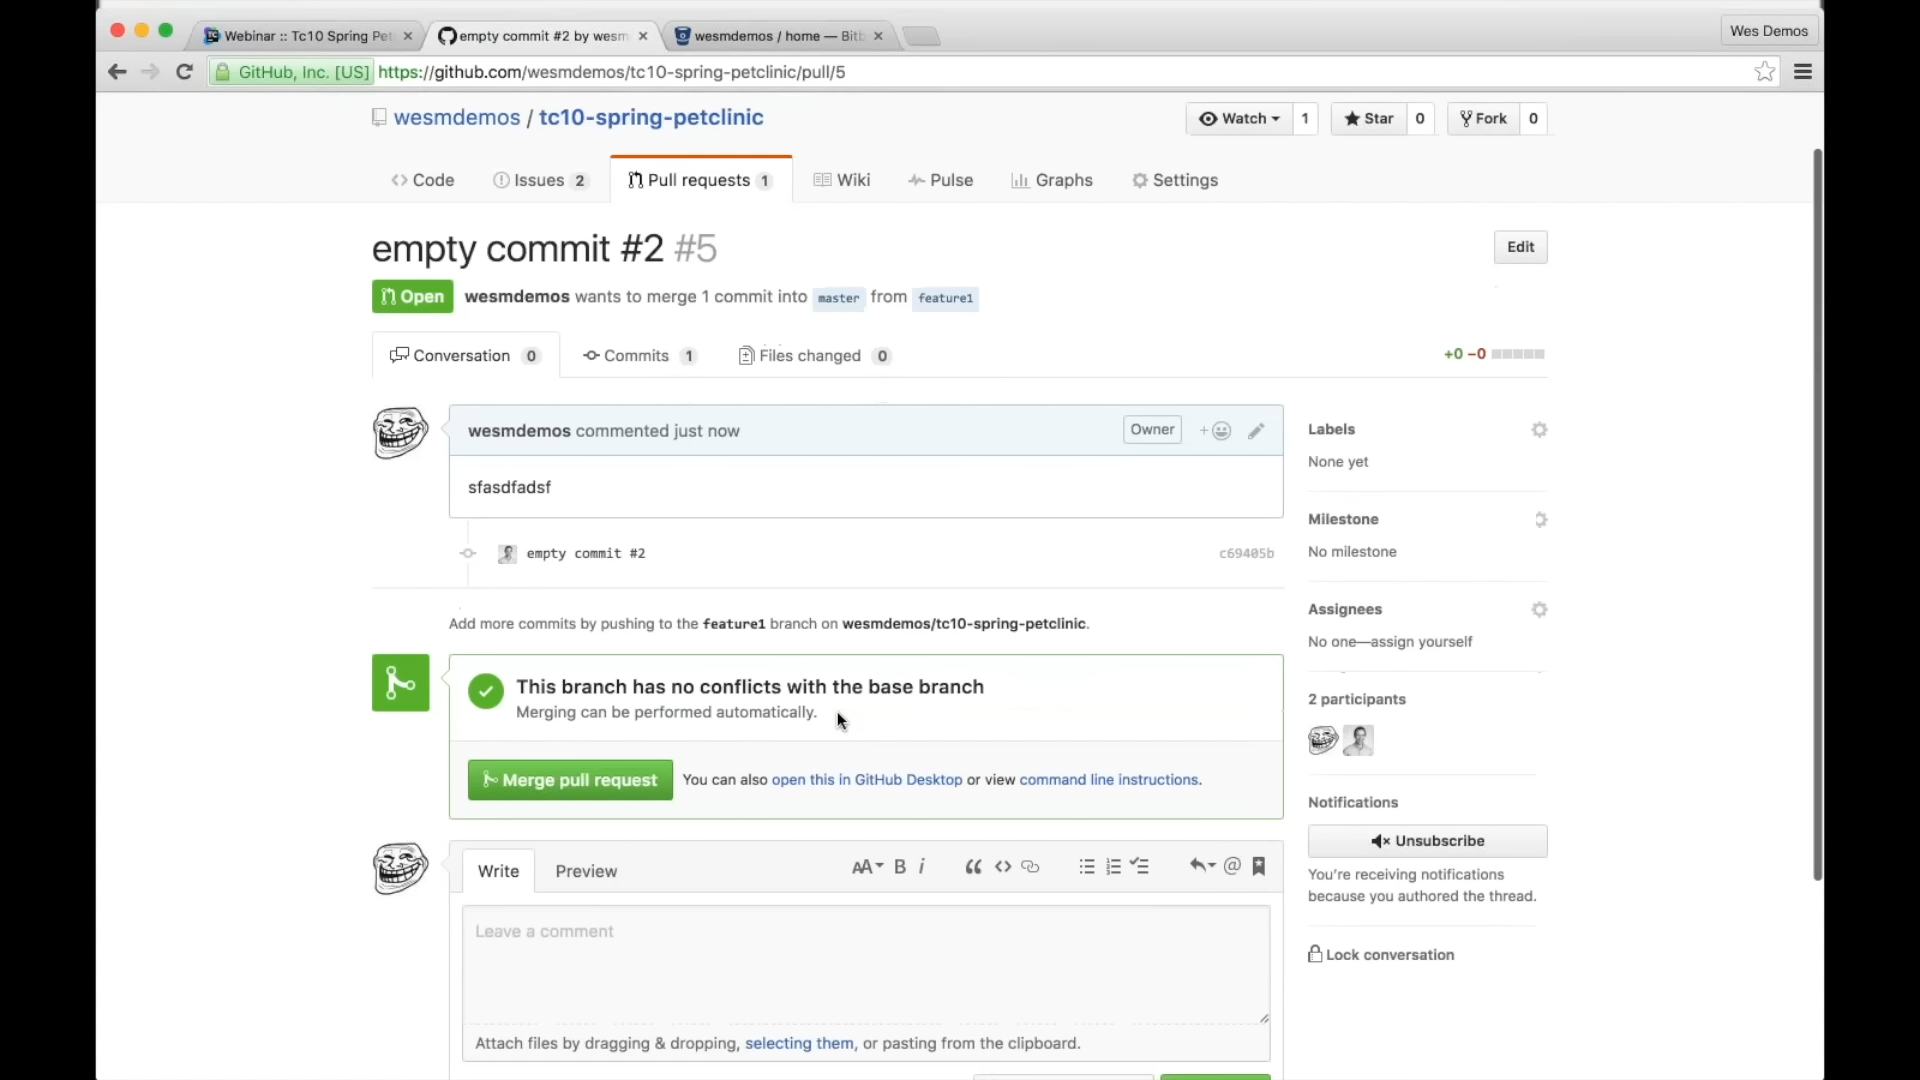 Webinar :: Tc10 Spring Pet
empty commit #2 by wesm
wesmdemos / home — Bitb
Wes Demos
GitHub, Inc. [US] https://github.com/wesmdemos/tc10-spring-petclinic/pull/5
wesmdemos / tc10-spring-petclinic
Watch 1
Star 0
Fork 0
Code
Issues 2
Pull requests 1
Wiki
Pulse
Graphs
Settings
empty commit #2 #5
Edit
Open wesmdemos wants to merge 1 commit into master from feature1
Conversation 0
Commits 1
Files changed 0
+0 −0
wesmdemos commented just now
Owner
sfasdfadsf
empty commit #2
c69405b
Add more commits by pushing to the feature1 branch on wesmdemos/tc10-spring-petclinic.
This branch has no conflicts with the base branch
Merging can be performed automatically.
Merge pull request
You can also open this in GitHub Desktop or view command line instructions.
Write
Preview
AA B i
Leave a comment
Attach files by dragging & dropping, selecting them, or pasting from the clipboard.
Labels
None yet
Milestone
No milestone
Assignees
No one—assign yourself
2 participants
Notifications
Unsubscribe
You're receiving notifications
because you authored the thread.
Lock conversation